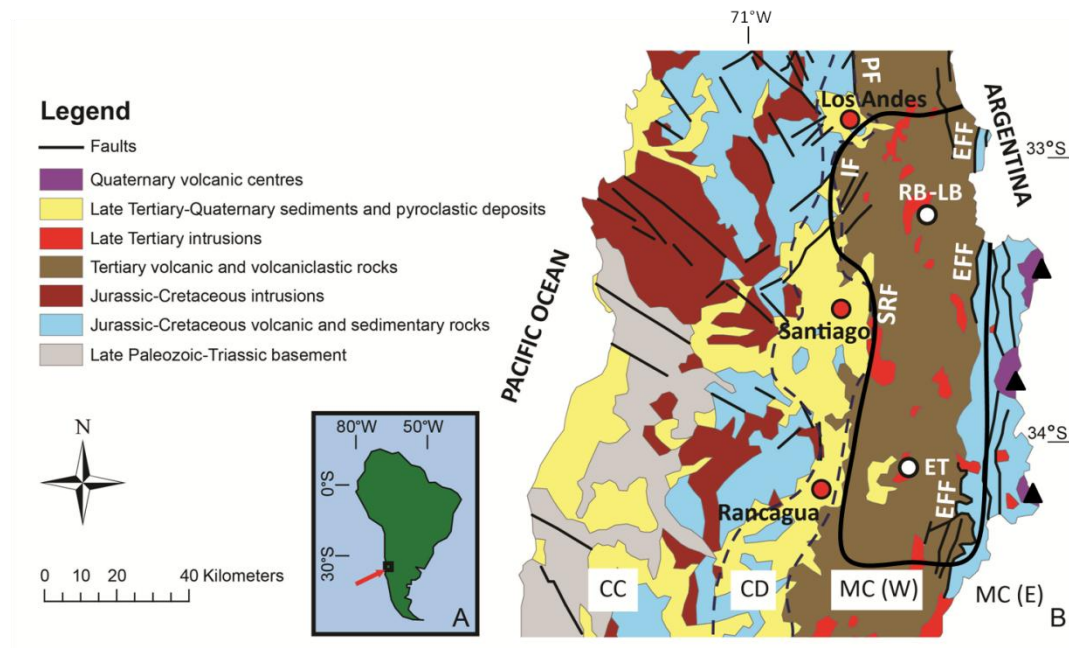 71°W
Legend
Faults
Quaternary volcanic centres
Late Tertiary-Quaternary sediments and pyroclastic deposits
Late Tertiary intrusions
Tertiary volcanic and volcaniclastic rocks
Jurassic-Cretaceous intrusions
Jurassic-Cretaceous volcanic and sedimentary rocks
Late Paleozoic-Triassic basement
N
0 10 20 40 Kilometers
80°W 50°W
0°S
30°S
A
PACIFIC OCEAN
ARGENTINA
PF
Los Andes
EFF
33°S
IF
RB-LB
EFF
SRF
Santiago
34°S
ET
EFF
Rancagua
CC
CD
MC (W)
MC (E)
B